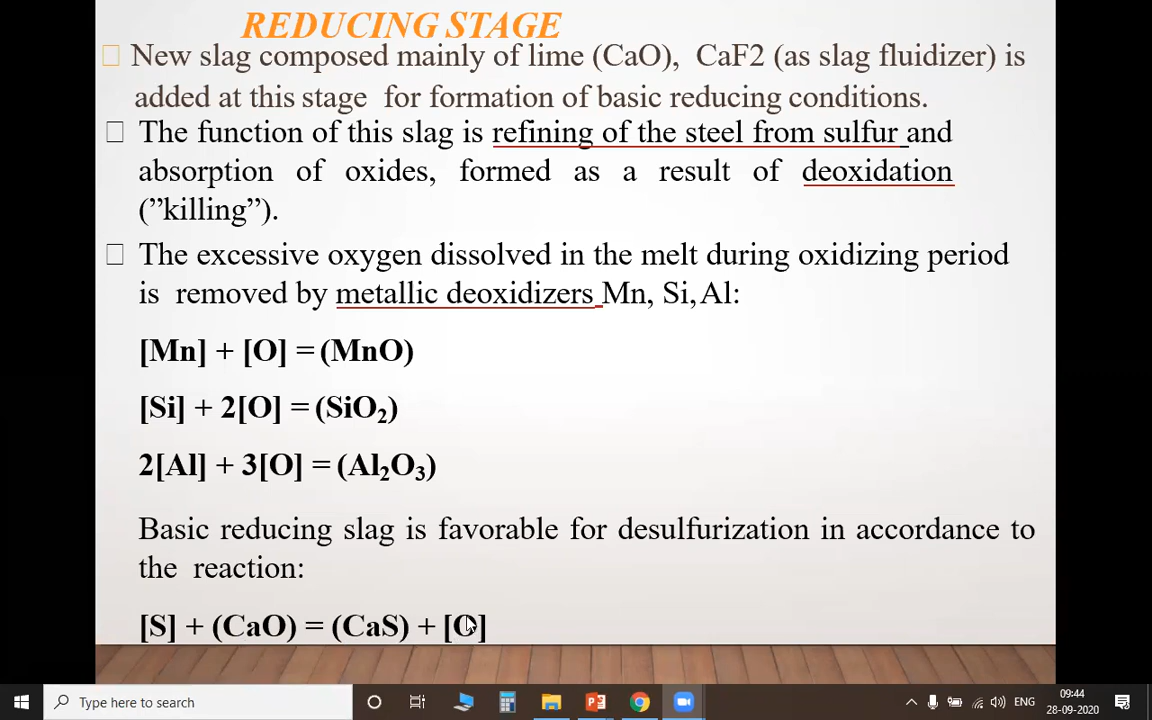 REDUCING STAGE
New slag composed mainly of lime (CaO), CaF2 (as slag fluidizer) is
added at this stage for formation of basic reducing conditions.
The function of this slag is refining of the steel from sulfur and
absorption of oxides, formed as a result of deoxidation
(”killing”).
The excessive oxygen dissolved in the melt during oxidizing period
is removed by metallic deoxidizers Mn, Si, Al:
[Mn] + [O] = (MnO)
[Si] + 2[O] = (SiO₂)
2[Al] + 3[O] = (Al₂O₃)
Basic reducing slag is favorable for desulfurization in accordance to
the reaction:
[S] + (CaO) = (CaS) + [O]
Type here to search
ENG
09:44
28-09-2020